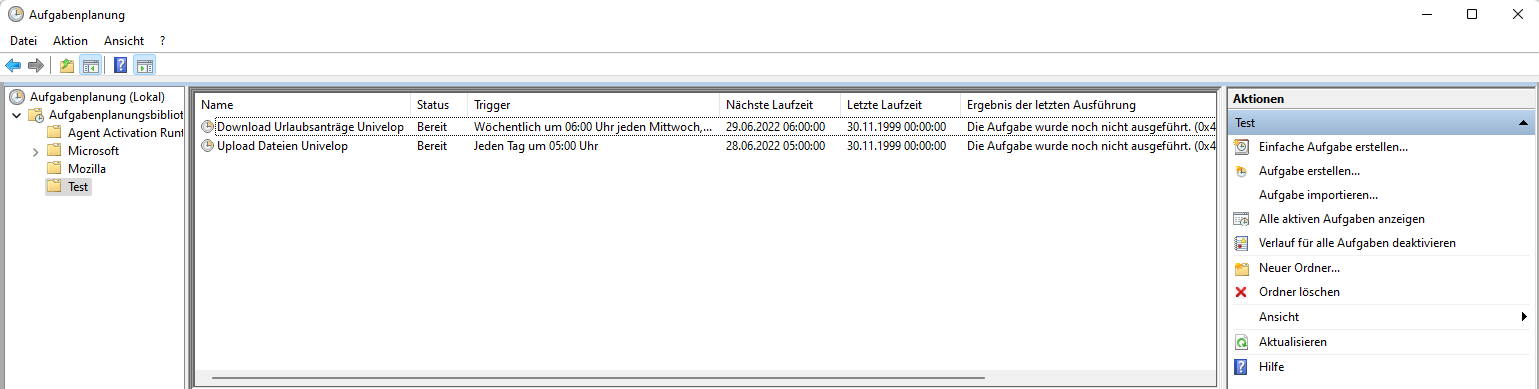 Aufgabenplanung
Datei Aktion Ansicht ?
Aufgabenplanung (Lokal)
Aufgabenplanungsbibliot
Agent Activation Runt
Microsoft
Mozilla
Test
Name Status Trigger Nächste Laufzeit Letzte Laufzeit Ergebnis der letzten Ausführung
Download Urlaubsanträge Univelop Bereit Wöchentlich um 06:00 Uhr jeden Mittwoch,... 29.06.2022 06:00:00 30.11.1999 00:00:00 Die Aufgabe wurde noch nicht ausgeführt. (0x4
Upload Dateien Univelop Bereit Jeden Tag um 05:00 Uhr 28.06.2022 05:00:00 30.11.1999 00:00:00 Die Aufgabe wurde noch nicht ausgeführt. (0x4
Aktionen
Test
Einfache Aufgabe erstellen...
Aufgabe erstellen...
Aufgabe importieren...
Alle aktiven Aufgaben anzeigen
Verlauf für alle Aufgaben deaktivieren
Neuer Ordner...
Ordner löschen
Ansicht
Aktualisieren
Hilfe